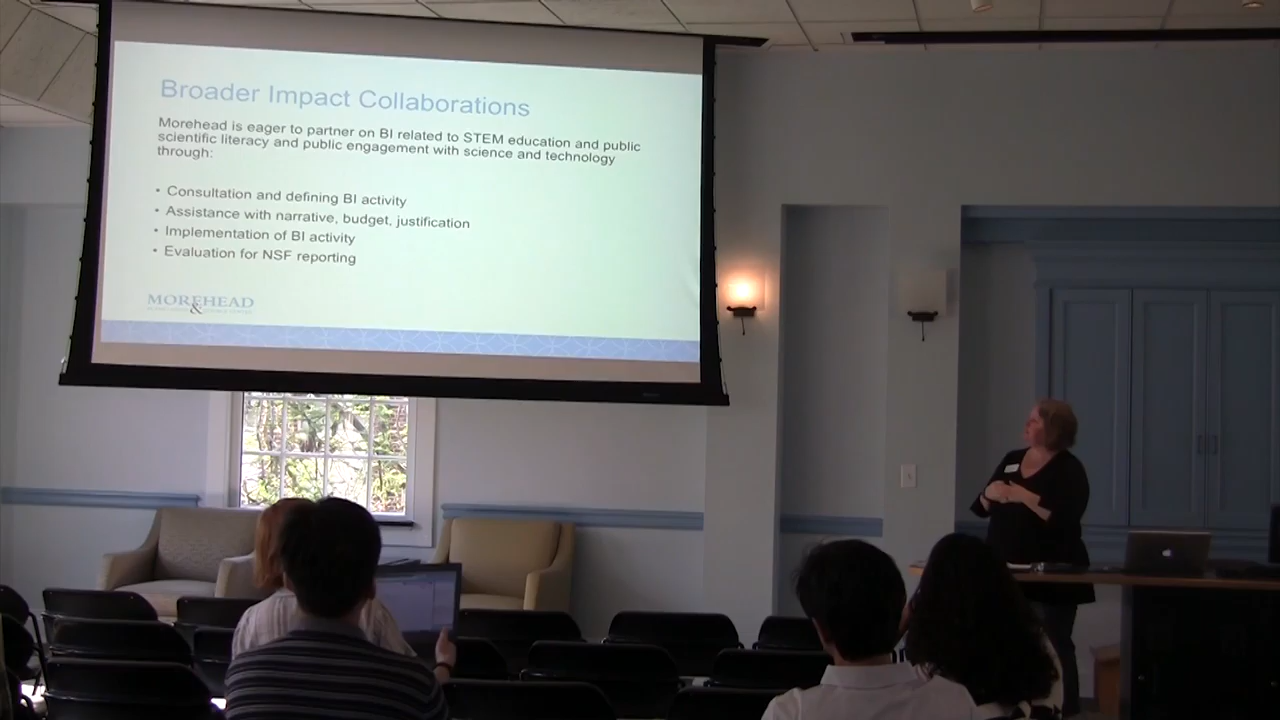 Broader Impact Collaborations
Morehead is eager to partner on BI related to STEM education and public
scientific literacy and public engagement with science and technology
through:
• Consultation and defining BI activity
• Assistance with narrative, budget, justification
• Implementation of BI activity
• Evaluation for NSF reporting
MOREHEAD
&